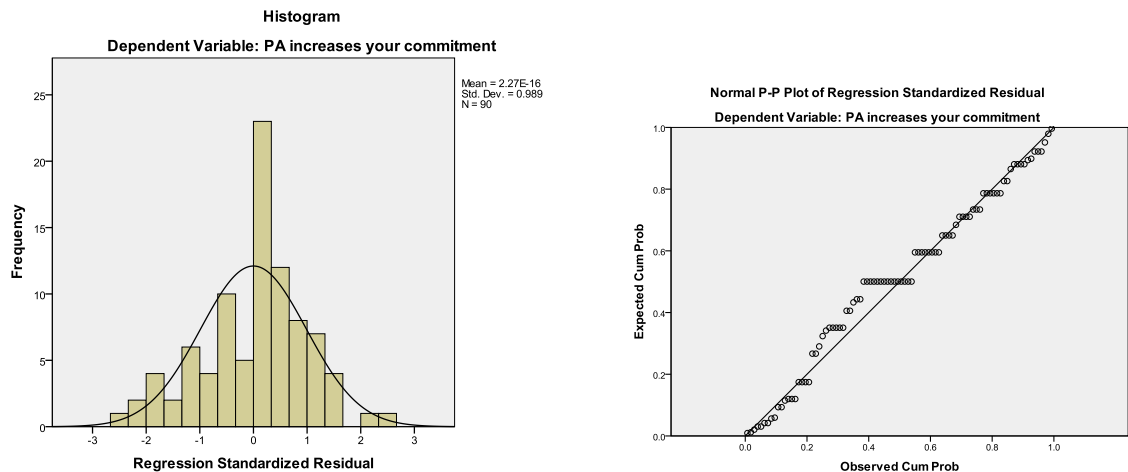 Histogram
Dependent Variable: PA increases your commitment
Mean = 2.27E-16
Std. Dev. = 0.989
N = 90
25
20
15
10
5
0
Frequency
-3 -2 -1 0 1 2 3
Regression Standardized Residual
Normal P-P Plot of Regression Standardized Residual
Dependent Variable: PA increases your commitment
1.0
0.8
0.6
0.4
0.2
0.0
Expected Cum Prob
0.0 0.2 0.4 0.6 0.8 1.0
Observed Cum Prob